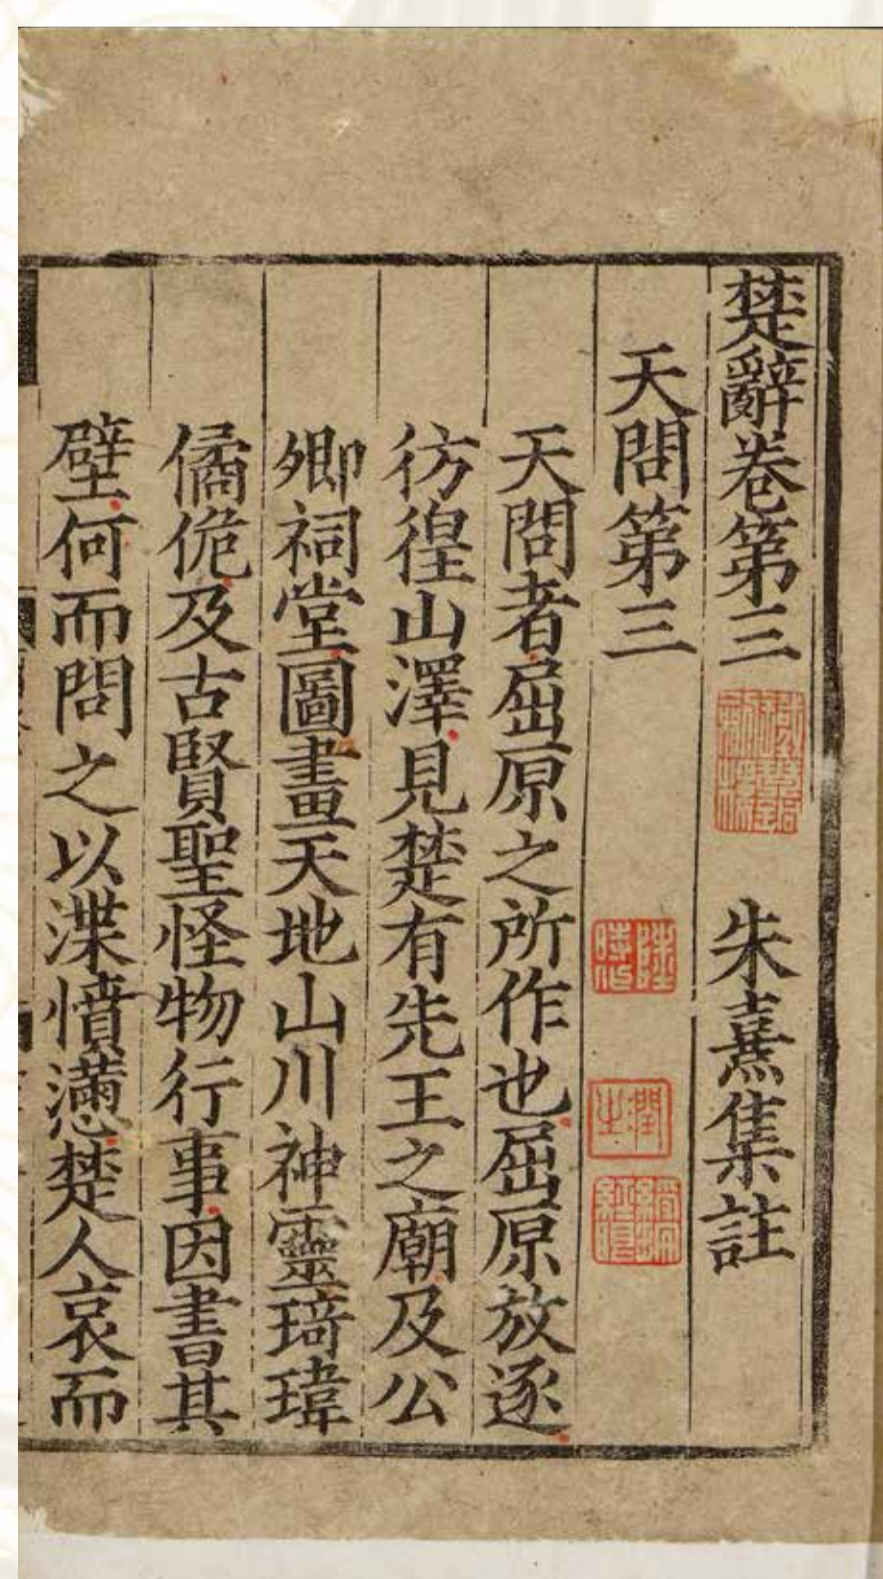 楚辭卷第三　朱熹集註
天問第三
天問者屈原之所作也屈原放逐
彷徨山澤見楚有先王之廟及公
卿祠堂圖畫天地山川神靈琦瑋
僪佹及古賢聖怪物行事因書其
壁何而問之以渫憤懣楚人哀而